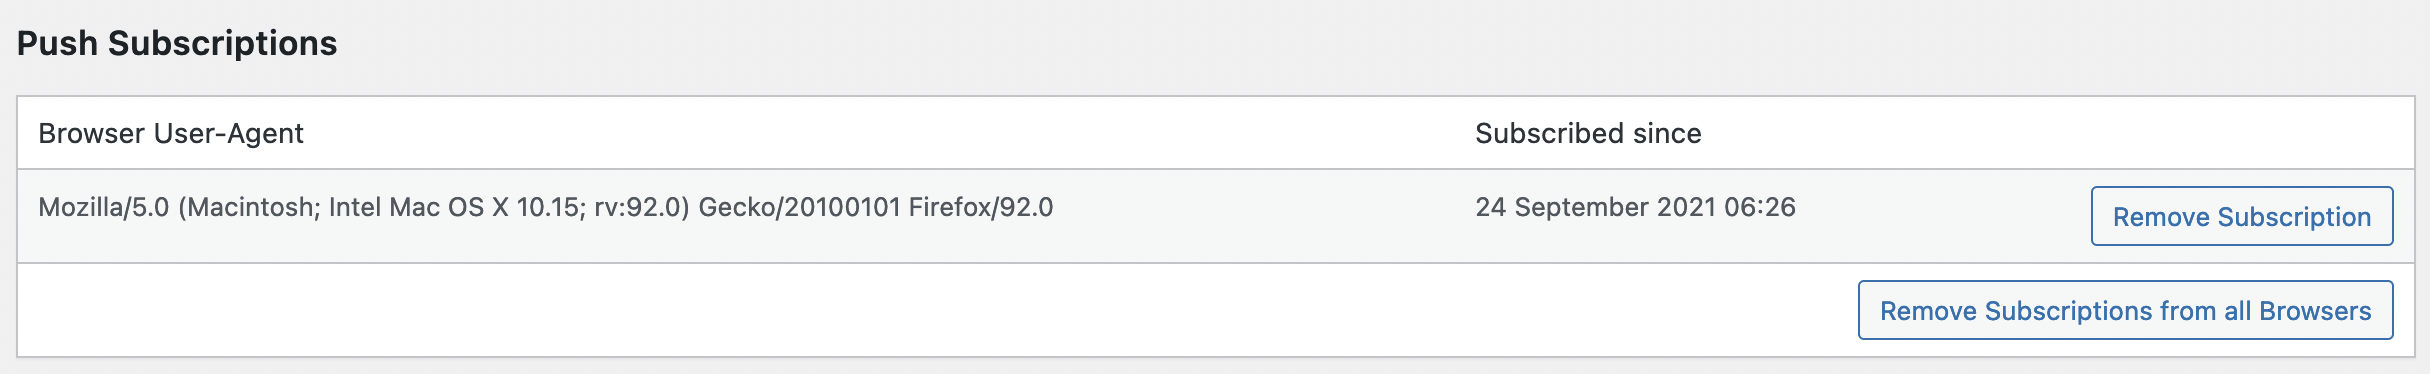 Push Subscriptions
Browser User-Agent Subscribed since
Mozilla/5.0 (Macintosh; Intel Mac OS X 10.15; rv:92.0) Gecko/20100101 Firefox/92.0 24 September 2021 06:26 Remove Subscription
Remove Subscriptions from all Browsers